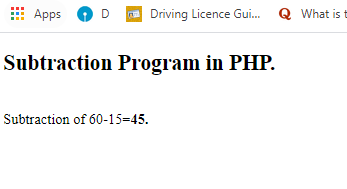 Apps D Driving Licence Gui... Q What is
Subtraction Program in PHP.
Subtraction of 60-15=45.